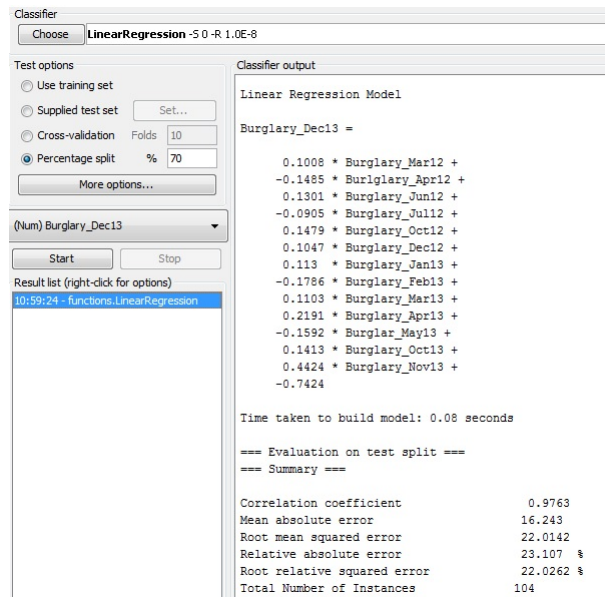 Classifier
Choose LinearRegression -S 0 -R 1.0E-8
Test options
Use training set
Supplied test set Set...
Cross-validation Folds 10
Percentage split % 70
More options...
(Num) Burglary_Dec13
Start Stop
Result list (right-click for options)
10:59:24 - functions.LinearRegression
Classifier output
Linear Regression Model
Burglary_Dec13 =
0.1008 * Burglary_Mar12 +
-0.1485 * Burlglary_Apr12 +
0.1301 * Burglary_Jun12 +
-0.0905 * Burglary_Jul12 +
0.1479 * Burglary_Oct12 +
0.1047 * Burglary_Dec12 +
0.113 * Burglary_Jan13 +
-0.1786 * Burglary_Feb13 +
0.1103 * Burglary_Mar13 +
0.2191 * Burglary_Apr13 +
-0.1592 * Burglar_May13 +
0.1413 * Burglary_Oct13 +
0.4424 * Burglary_Nov13 +
-0.7424
Time taken to build model: 0.08 seconds
=== Evaluation on test split ===
=== Summary ===
Correlation coefficient 0.9763
Mean absolute error 16.243
Root mean squared error 22.0142
Relative absolute error 23.107 %
Root relative squared error 22.0262 %
Total Number of Instances 104